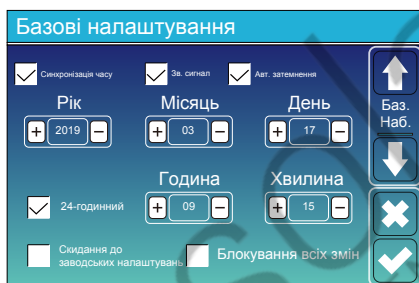 Базові налаштування
Синхронізація часу Зв. сигнал Авт. затемнення
Рік Місяць День
+ 2019 − + 03 − + 17 −
Баз.
Наб.
Година Хвилина
24-годинний + 09 − + 15 −
Скидання до
заводських налаштувань
Блокування всіх змін